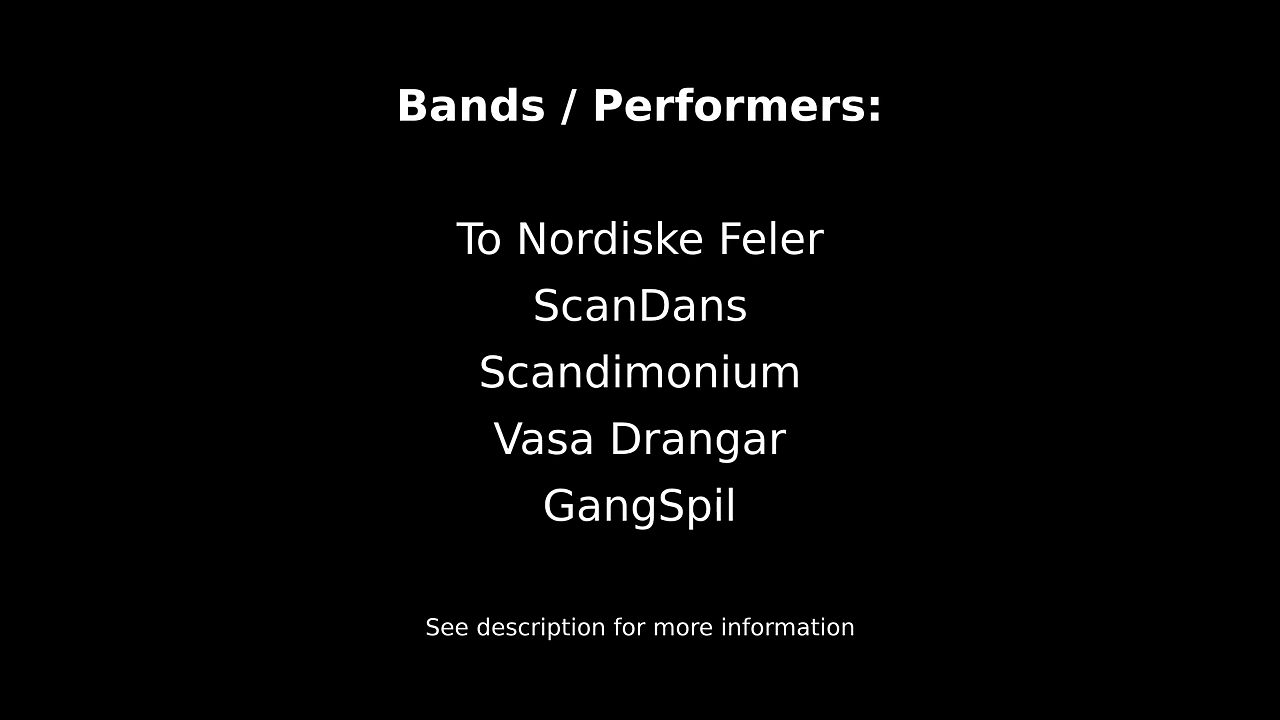 Bands / Performers:
To Nordiske Feler
ScanDans
Scandimonium
Vasa Drangar
GangSpil
See description for more information